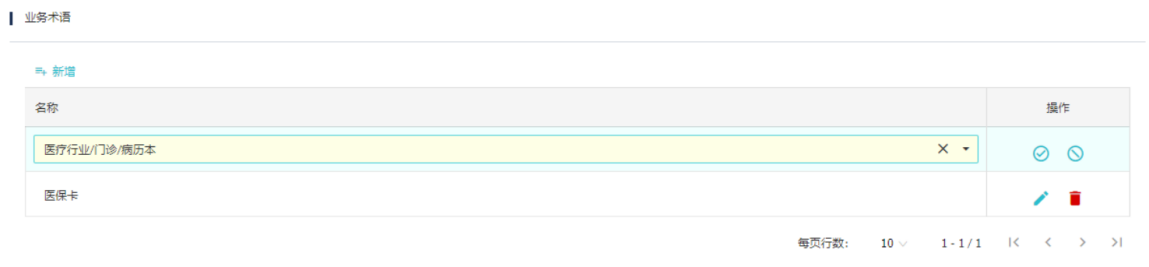 业务术语
新增
名称 操作
医疗行业/门诊/病历本
医保卡
每页行数: 10 1 - 1 / 1